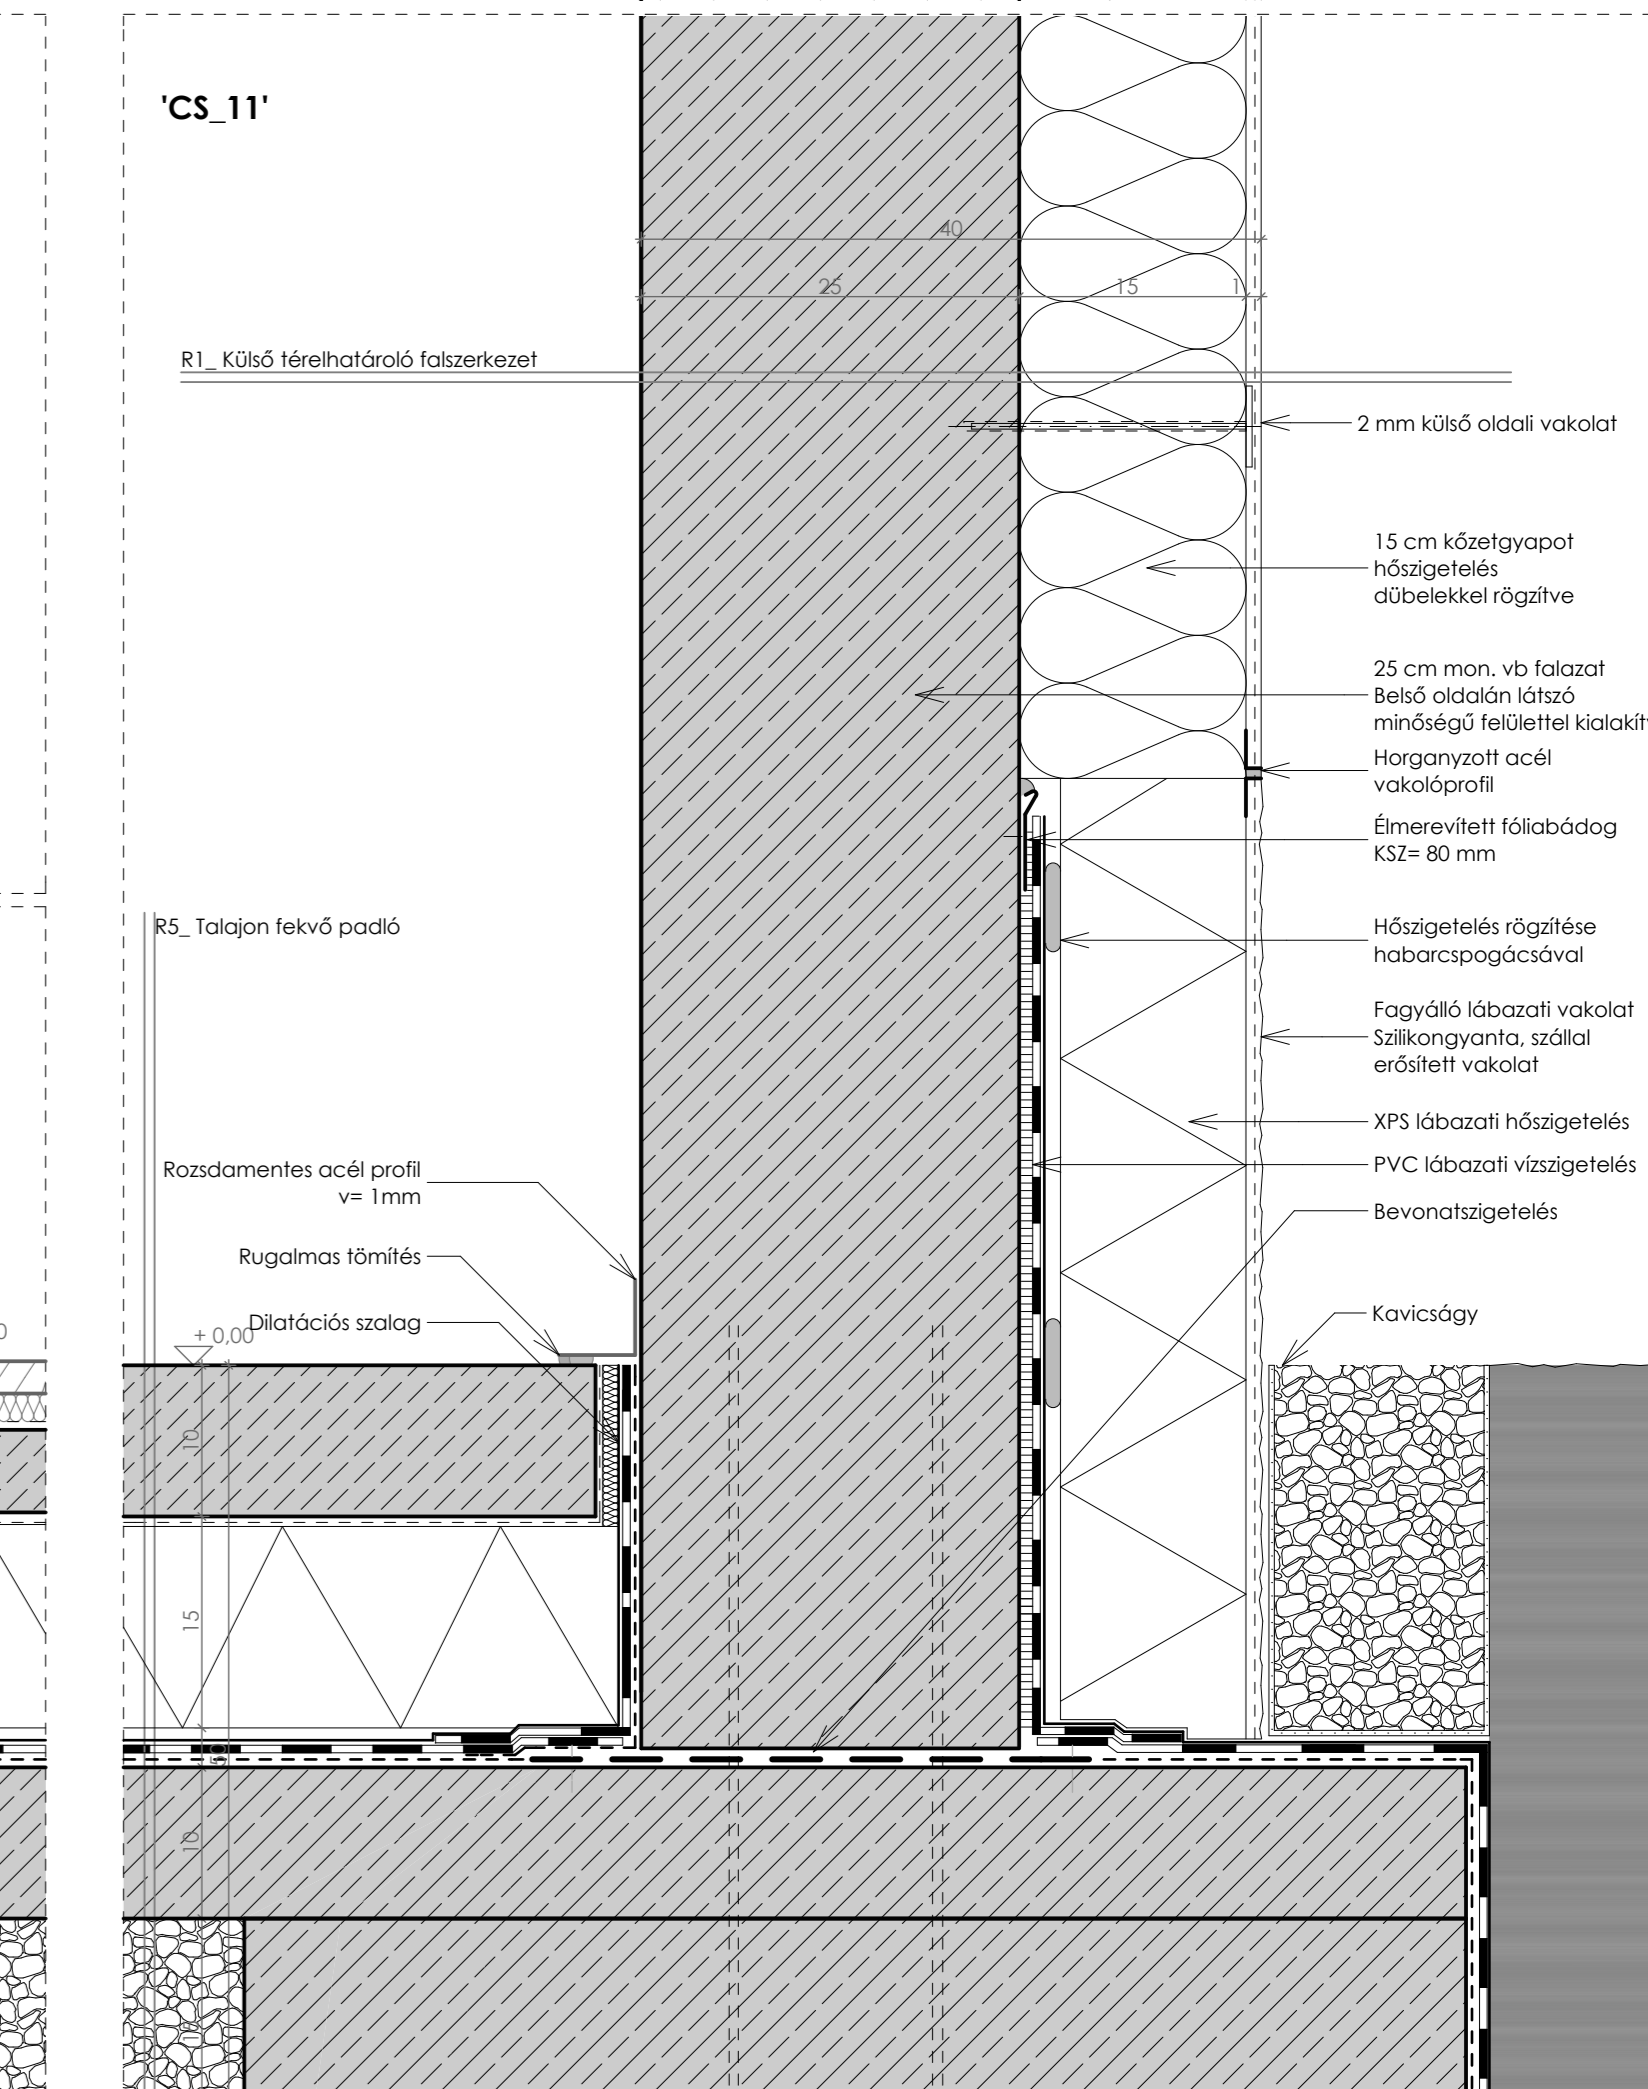 'CS_11'
40
25
15
1
R1_ Külső térelhatároló falszerkezet
2 mm külső oldali vakolat
15 cm kőzetgyapot
hőszigetelés
dübelekkel rögzítve
25 cm mon. vb falazat
Belső oldalán látszó
minőségű felülettel
Horganyzott acél
vakolóprofil
Élmerevített fóliabádog
KSZ= 80 mm
R5_ Talajon fekvő padló
Hőszigetelés rögzítése
habarcspogácsával
Fagyálló lábazati vakolat
Szilikongyanta, szállal
erősített vakolat
XPS lábazati hőszigetelés
PVC lábazati vízszigetelés
Bevonatszigetelés
Rozsdamentes acél profil
v= 1mm
Rugalmas tömítés
Dilatációs szalag
Kavicságy
+ 0,00
0
10
15
50
10